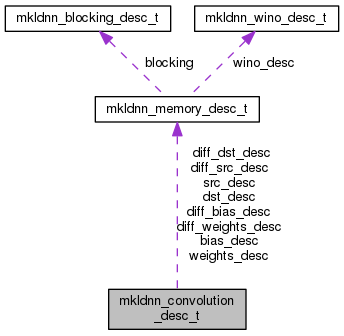 mkldnn_blocking_desc_t
mkldnn_wino_desc_t
blocking
wino_desc
mkldnn_memory_desc_t
diff_dst_desc
diff_src_desc
src_desc
dst_desc
diff_bias_desc
diff_weights_desc
bias_desc
weights_desc
mkldnn_convolution
_desc_t